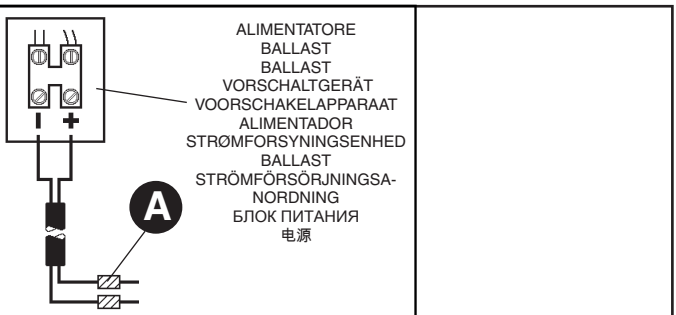 ALIMENTATORE
BALLAST
BALLAST
VORSCHALTGERÄT
VOORSCHAKELAPPARAAT
ALIMENTADOR
STRØMFORSYNINGSENHED
BALLAST
STRÖMFÖRSÖRJNINGSA-
NORDNING
БЛОК ПИТАНИЯ
电源
- +
A